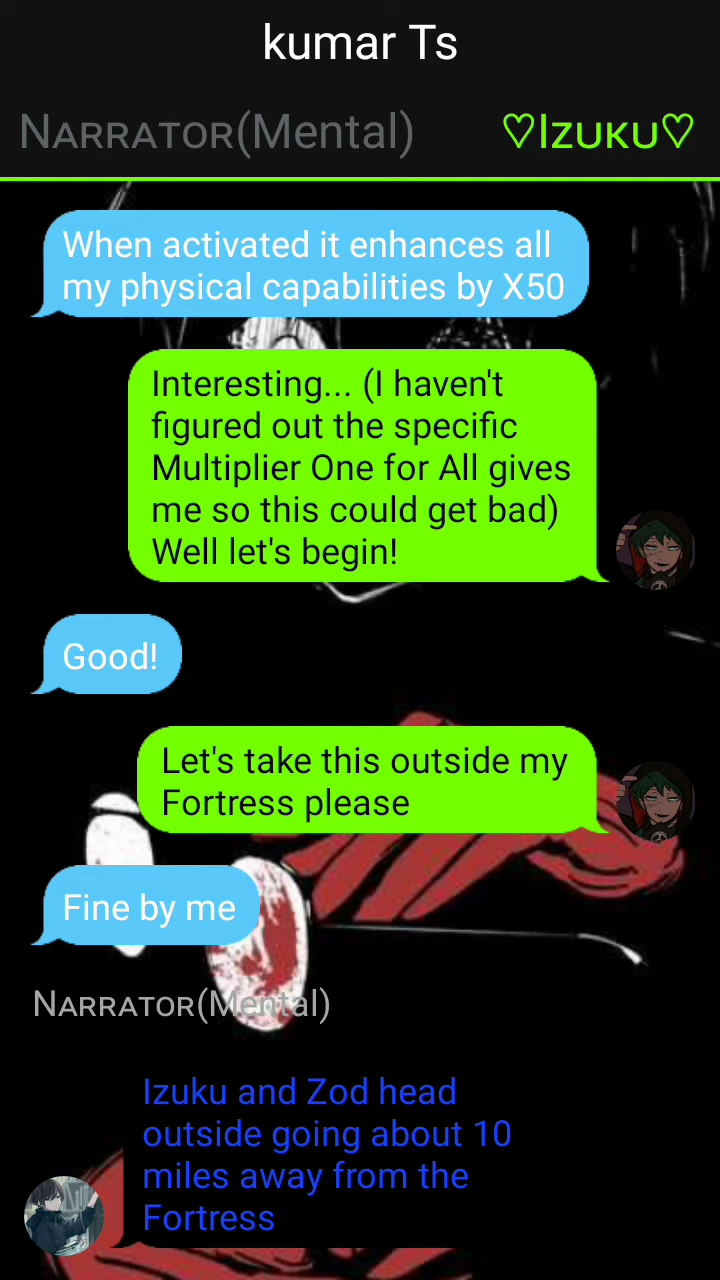 kumar Ts
Narrator(Mental)
♡Izuku♡
When activated it enhances all
my physical capabilities by X50
Interesting... (I haven't
figured out the specific
Multiplier One for All gives
me so this could get bad)
Well let's begin!
Good!
Let's take this outside my
Fortress please
Fine by me
Narrator(Mental)
Izuku and Zod head
outside going about 10
miles away from the
Fortress